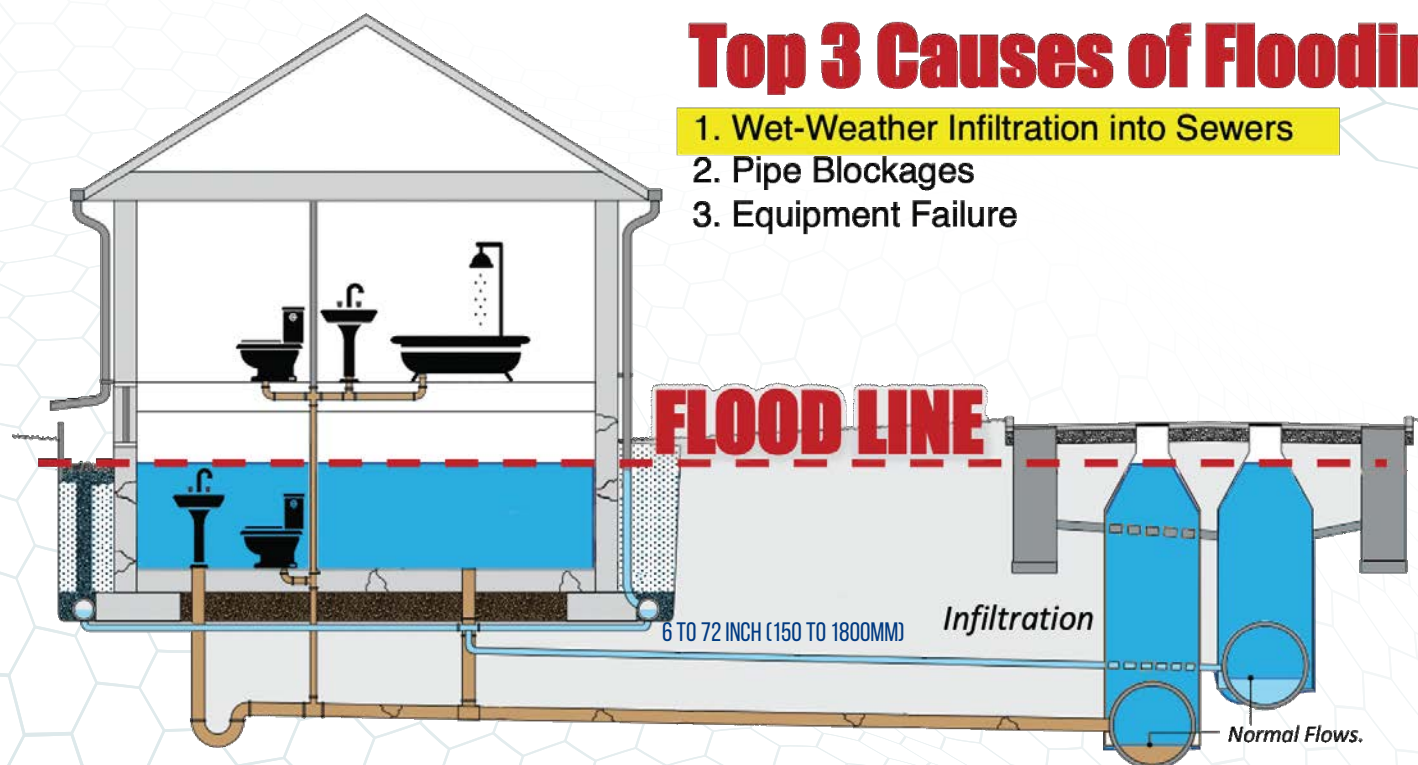 Top 3 Causes of Floodin
1. Wet-Weather Infiltration into Sewers
2. Pipe Blockages
3. Equipment Failure
FLOOD LINE
6 TO 72 INCH (150 TO 1800MM)
Infiltration
Normal Flows.